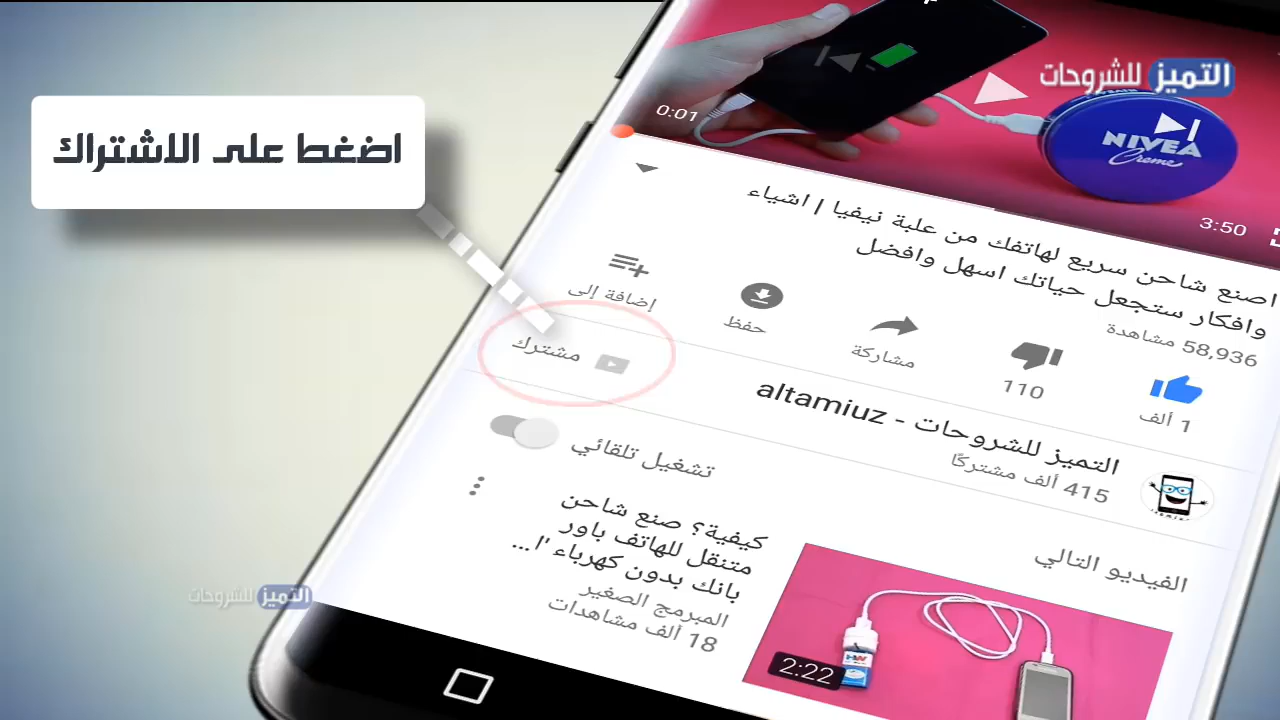 التميز للشروحات
اضغط على الاشتراك
0:01
NIVEA
Creme
3:50
اصنع شاحن سريع لهاتفك من علبة نيفيا | اشياء
وافكار ستجعل حياتك اسهل وافضل
58,936 مشاهدة
1 ألف
110
مشاركة
حفظ
إضافة إلى
التميز للشروحات - altamiuz
415 ألف مشتركًا
مشترك
تشغيل تلقائي
الفيديو التالي
كيفية؟ صنع شاحن
متنقل للهاتف باور
بانك بدون كهرباء 'ا...
المبرمج الصغير
18 ألف مشاهدات
HW
2:22
التميز للشروحات